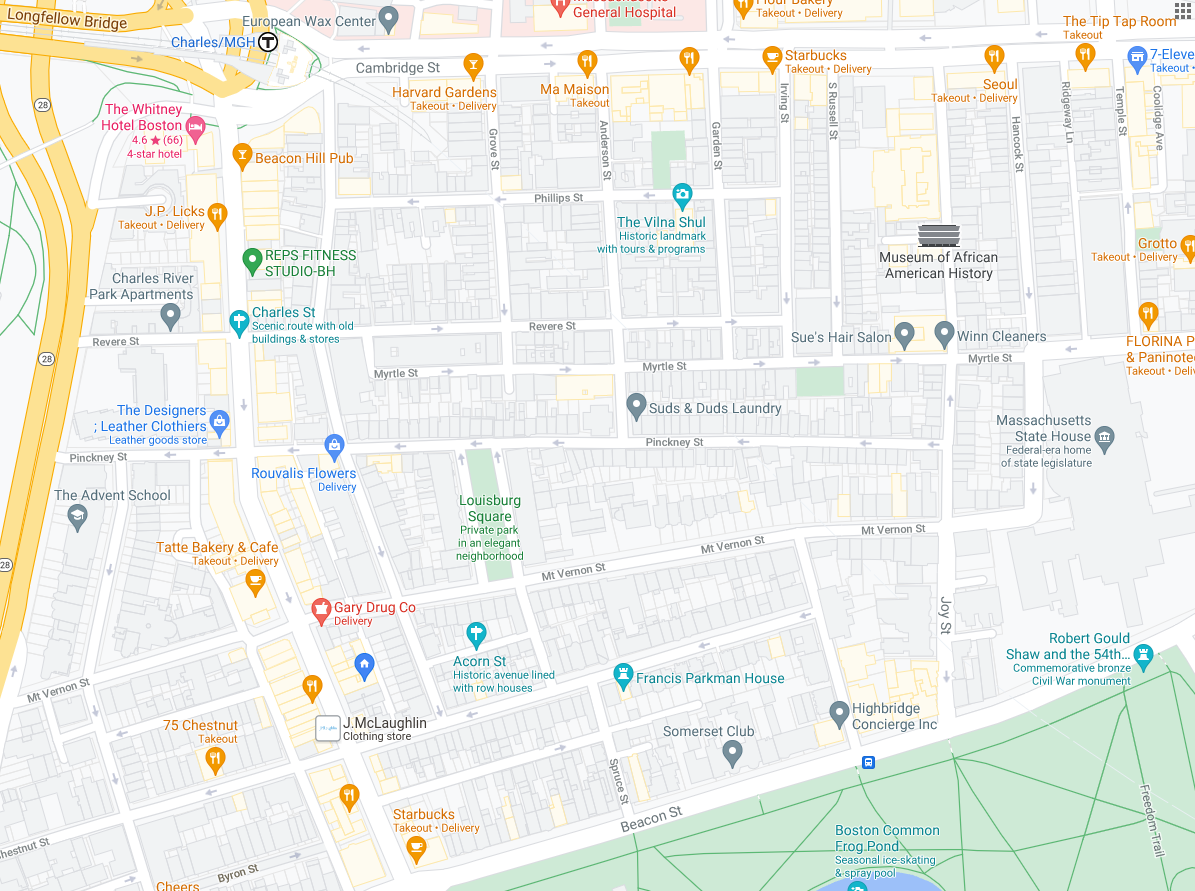 Longfellow Bridge
European Wax Center
General Hospital
Takeout • Delivery
The Tip Tap Room
Takeout
Charles/MGH
T
Cambridge St
Starbucks
Takeout • Delivery
7-Eleve
Takeout •
Harvard Gardens
Takeout • Delivery
Ma Maison
Takeout
Seoul
Takeout • Delivery
28
The Whitney
Hotel Boston
4.6 ★ (66)
4-star hotel
Irving St
S Russell St
Ridgeway Ln
Temple St
Coolidge Ave
Grove St
Anderson St
Garden St
Hancock St
Beacon Hill Pub
Phillips St
J.P. Licks
Takeout • Delivery
The Vilna Shul
Historic landmark
with tours & programs
Grotto
Takeout • Delivery
REPS FITNESS
STUDIO-BH
Museum of African
American History
Charles River
Park Apartments
Charles St
Scenic route with old
buildings & stores
Revere St
Revere St
Sue's Hair Salon
Winn Cleaners
FLORINA P
& Paninote
Takeout • Deliv
28
Myrtle St
Myrtle St
Myrtle St
The Designers
; Leather Clothiers
Leather goods store
Suds & Duds Laundry
Massachusetts
State House
Federal-era home
of state legislature
Pinckney St
Pinckney St
Rouvalis Flowers
Delivery
The Advent School
Louisburg
Square
Private park
in an elegant
neighborhood
Mt Vernon St
Mt Vernon St
Mt Vernon St
Tatte Bakery & Cafe
Takeout • Delivery
28
Gary Drug Co
Delivery
Joy St
Acorn St
Historic avenue lined
with row houses
Robert Gould
Shaw and the 54th...
Commemorative bronze
Civil War monument
Francis Parkman House
Mt Vernon St
75 Chestnut
Takeout
J.McLaughlin
Clothing store
Highbridge
Concierge Inc
Somerset Club
Spruce St
Beacon St
Freedom Trail
Starbucks
Takeout • Delivery
Boston Common
Frog Pond
Seasonal ice-skating
& spray pool
hestnut St
Byron St
Cheers